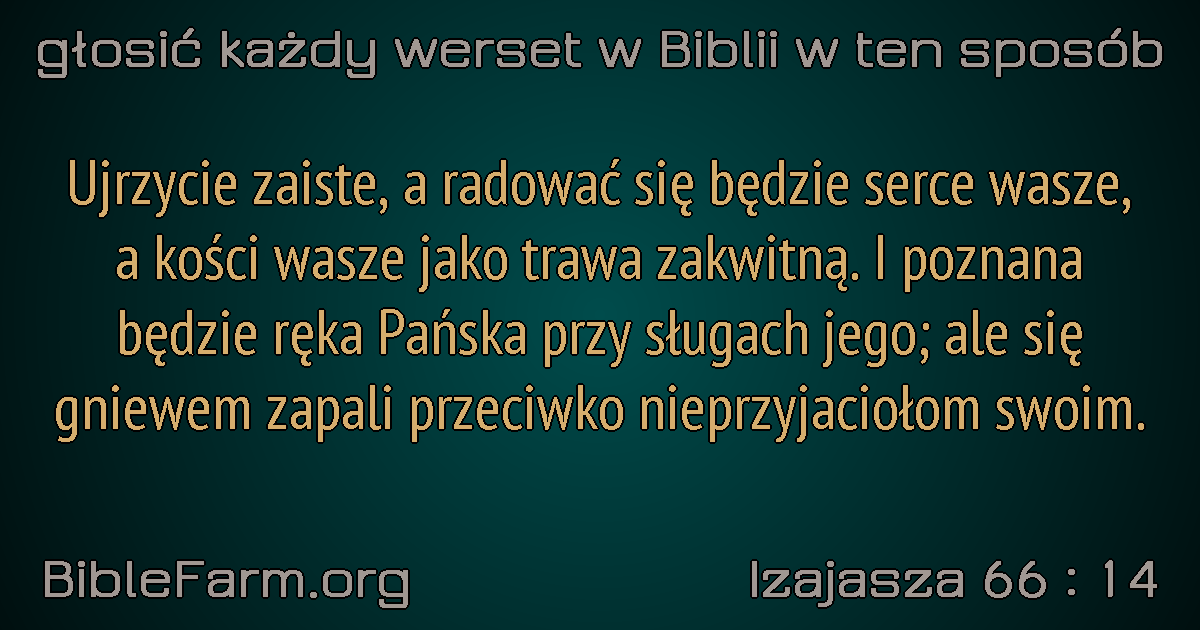 głosić każdy werset w Biblii w ten sposób
Ujrzycie zaiste, a radować się będzie serce wasze,
a kości wasze jako trawa zakwitną. I poznana
będzie ręka Pańska przy sługach jego; ale się
gniewem zapali przeciwko nieprzyjaciołom swoim.
BibleFarm.org
Izajasza 66 : 14